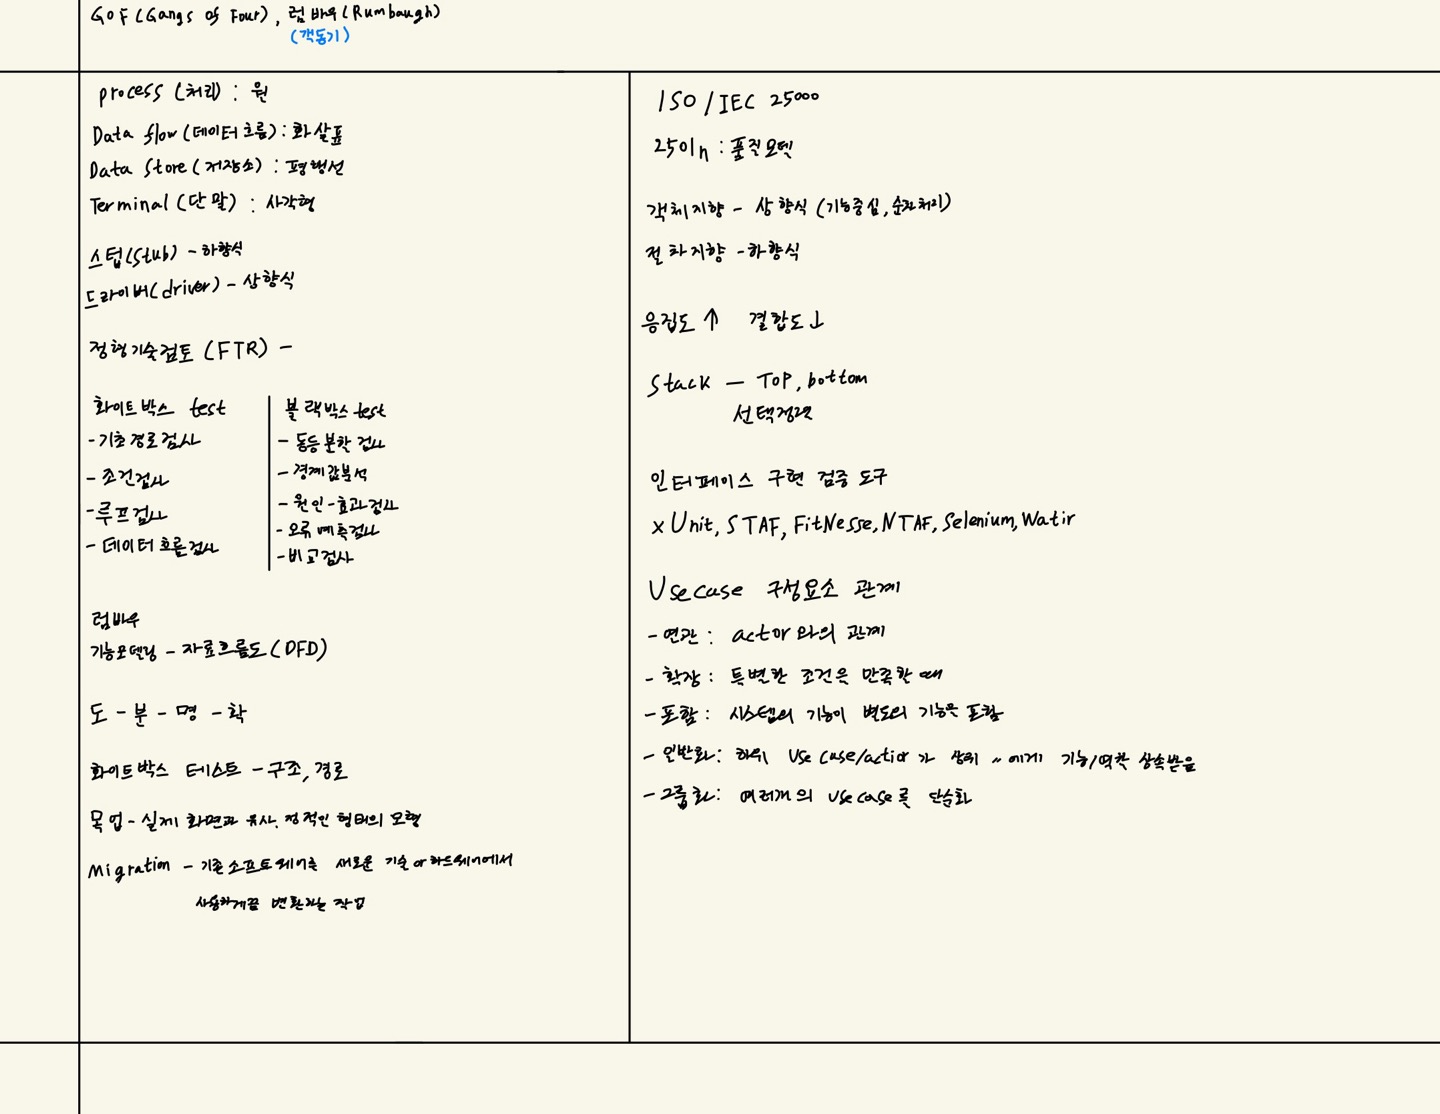 GOF (Gangs of Four), 럼바우(Rumbaugh)
(객동기)
process (처리) : 원
Data flow (데이터 흐름) : 화살표
Data Store (저장소) : 평행선
Terminal (단말) : 사각형
스텁(Stub) - 하향식
드라이버(driver) - 상향식
정형기술검토 (FTR) -
화이트박스 test
- 기초경로검사
- 조건검사
- 루프검사
- 데이터 흐름 검사
블랙박스 test
- 동등분할 검사
- 경계값분석
- 원인-효과검사
- 오류예측검사
- 비교검사
럼바우
기능모델링 - 자료흐름도 (DFD)
도 - 분 - 명 - 확
화이트박스 테스트 - 구조, 경로
목업 - 실제 화면과 유사, 정적인 형태의 모형
Migration - 기존 소프트웨어를 새로운 기술 or 하드웨어에서
사용하게끔 변환하는 작업
ISO / IEC 25000
2501n : 품질모델
객체지향 - 상향식 (기능중심, 순차처리)
절차지향 - 하향식
응집도 ↑ 결합도 ↓
Stack — TOP, bottom
선택정렬
인터페이스 구현 검증 도구
xUnit, STAF, FitNesse, NTAF, Selenium, Watir
Usecase 구성요소 관계
- 연관 : actor 와의 관계
- 확장 : 특별한 조건을 만족할 때
- 포함 : 시스템의 기능이 별도의 기능을 포함
- 일반화 : 하위 Use case/actior 가 상위 〃 에게 기능/역할 상속받음
- 그룹화 : 여러개의 use case를 단순화